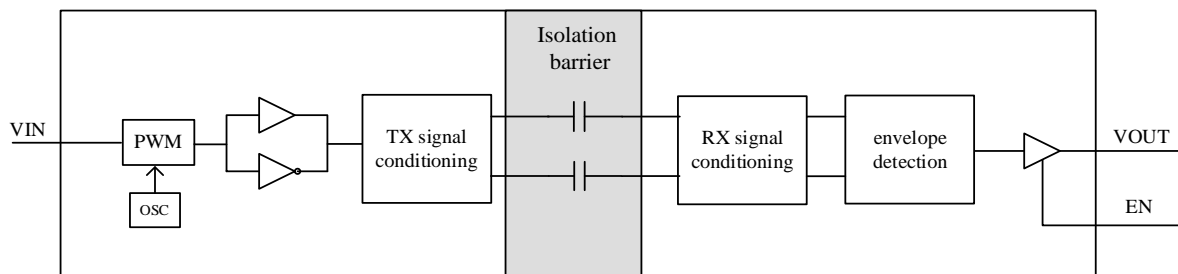 Isolation
barrier
VIN
PWM
OSC
TX signal
conditioning
RX signal
conditioning
envelope
detection
VOUT
EN